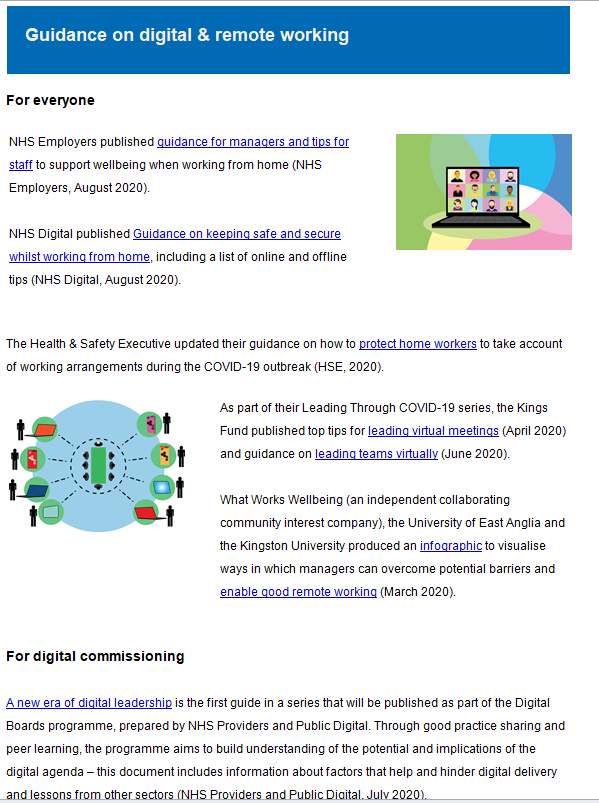 Guidance on digital & remote working
For everyone
NHS Employers published guidance for managers and tips for
staff to support wellbeing when working from home (NHS
Employers, August 2020).
NHS Digital published Guidance on keeping safe and secure
whilst working from home, including a list of online and offline
tips (NHS Digital, August 2020).
The Health & Safety Executive updated their guidance on how to protect home workers to take account
of working arrangements during the COVID-19 outbreak (HSE, 2020).
As part of their Leading Through COVID-19 series, the Kings
Fund published top tips for leading virtual meetings (April 2020)
and guidance on leading teams virtually (June 2020).
What Works Wellbeing (an independent collaborating
community interest company), the University of East Anglia and
the Kingston University produced an infographic to visualise
ways in which managers can overcome potential barriers and
enable good remote working (March 2020).
For digital commissioning
A new era of digital leadership is the first guide in a series that will be published as part of the Digital
Boards programme, prepared by NHS Providers and Public Digital. Through good practice sharing and
peer learning, the programme aims to build understanding of the potential and implications of the
digital agenda – this document includes information about factors that help and hinder digital delivery
and lessons from other sectors (NHS Providers and Public Digital, July 2020).